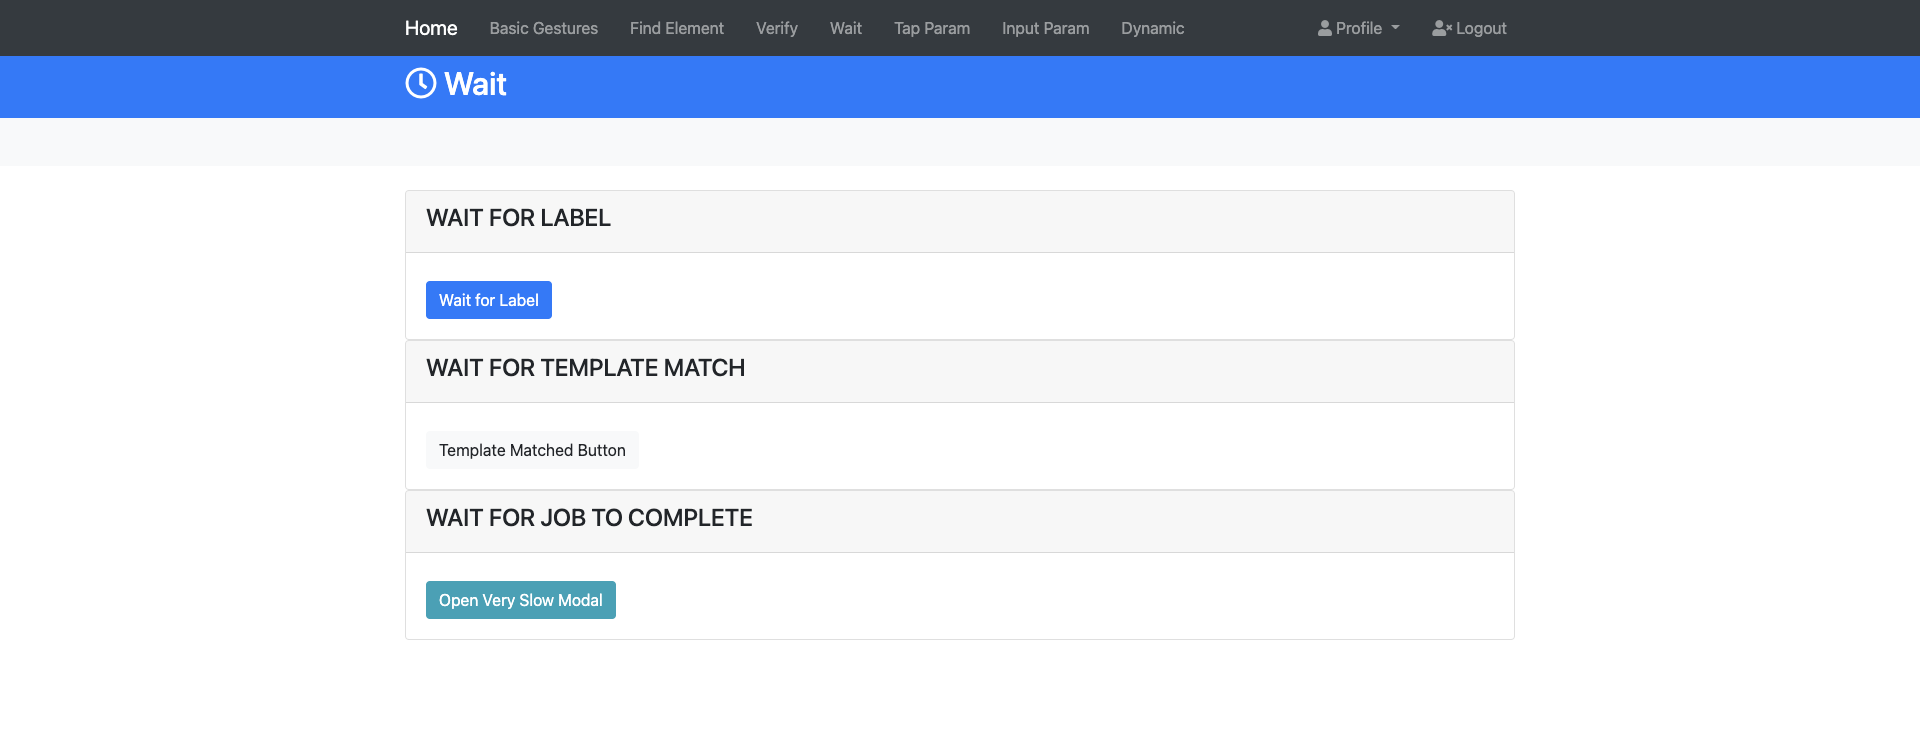 Home Basic Gestures Find Element Verify Wait Tap Param Input Param Dynamic Profile Logout
Wait
WAIT FOR LABEL
Wait for Label
WAIT FOR TEMPLATE MATCH
Template Matched Button
WAIT FOR JOB TO COMPLETE
Open Very Slow Modal